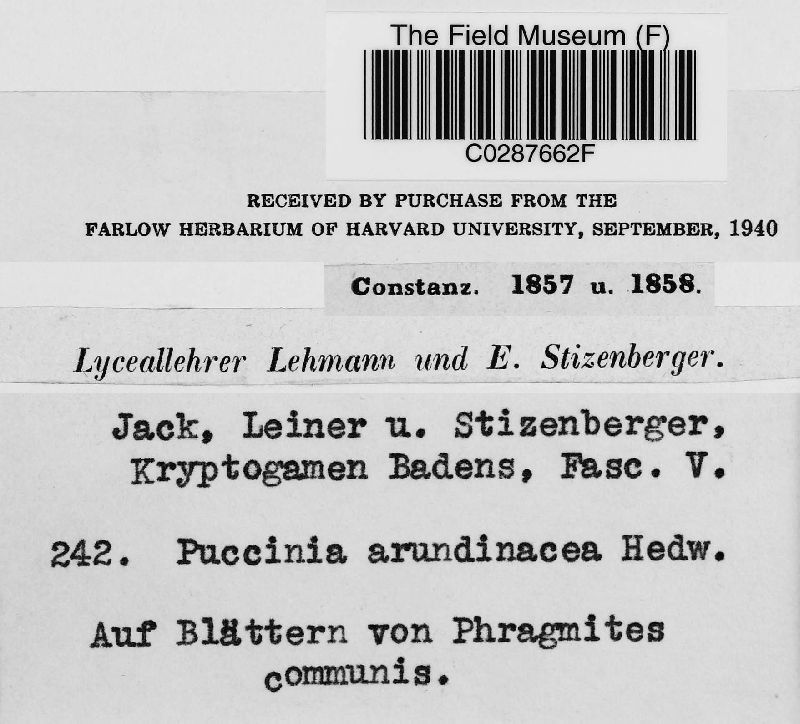 The Field Museum (F)
C0287662F
RECEIVED BY PURCHASE FROM THE
FARLOW HERBARIUM OF HARVARD UNIVERSITY, SEPTEMBER, 1940
Constanz. 1857 u. 1858.
Lyceallehrer Lehmann und E. Stizenberger.
Jack, Leiner u. Stizenberger,
Kryptogamen Badens, Fasc. V.
242. Puccinia arundinacea Hedw.
Auf Blättern von Phragmites
communis.